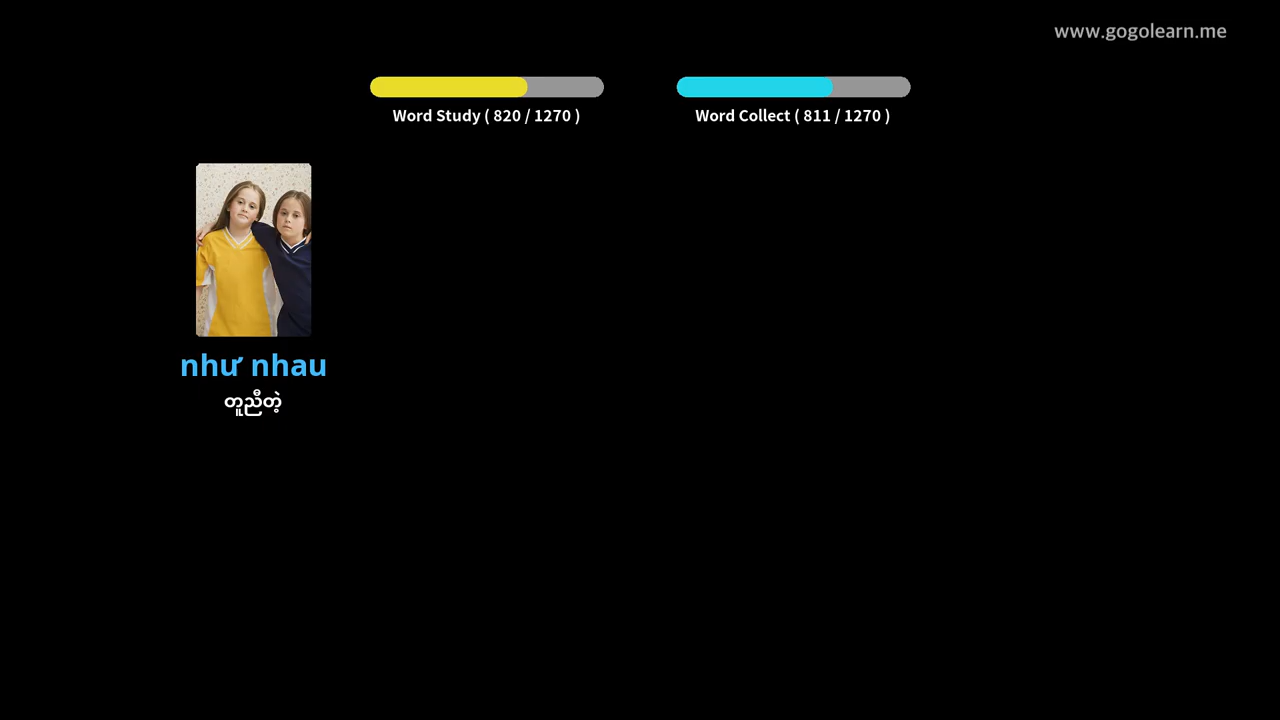 www.gogolearn.me
Word Study ( 820 / 1270 )
Word Collect ( 811 / 1270 )
như nhau
တူညီတဲ့